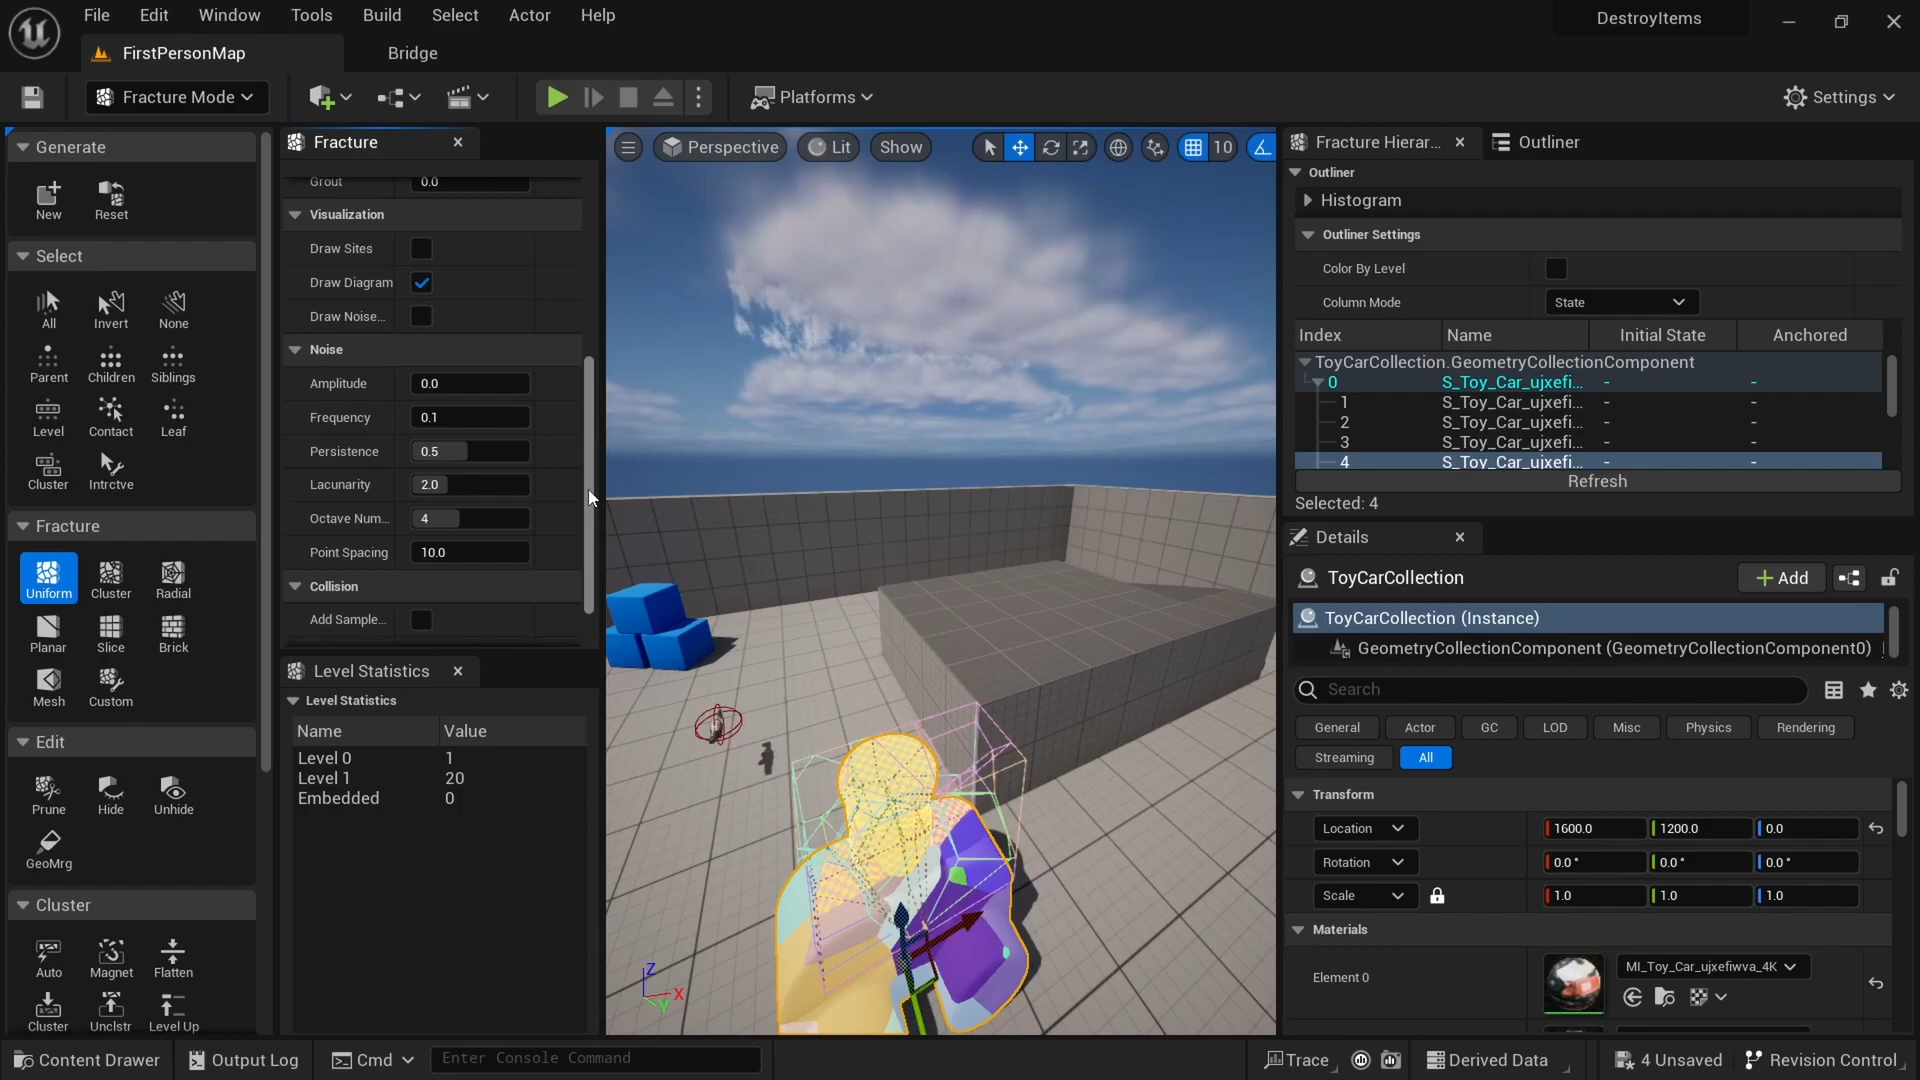 File Edit Window Tools Build Select Actor Help
DestroyItems
FirstPersonMap
Bridge
Fracture Mode
Platforms
Settings
Generate
New Reset
Select
All Invert None
Parent Children Siblings
Level Contact Leaf
Cluster Intrctve
Fracture
Uniform Cluster Radial
Planar Slice Brick
Mesh Custom
Edit
Prune Hide Unhide
GeoMrg
Cluster
Auto Magnet Flatten
Cluster Unclstr Level Up
Fracture
Grout 0.0
Visualization
Draw Sites
Draw Diagram
Draw Noise...
Noise
Amplitude 0.0
Frequency 0.1
Persistence 0.5
Lacunarity 2.0
Octave Num... 4
Point Spacing 10.0
Collision
Add Sample...
Level Statistics
Level Statistics
Name Value
Level 0 1
Level 1 20
Embedded 0
Perspective Lit Show 10
Z
X
Y
Fracture Hierar... Outliner
Outliner
Histogram
Outliner Settings
Color By Level
Column Mode State
Index Name Initial State Anchored
ToyCarCollection.GeometryCollectionComponent
0 S_Toy_Car_ujxefi... - -
1 S_Toy_Car_ujxefi... - -
2 S_Toy_Car_ujxefi... - -
3 S_Toy_Car_ujxefi... - -
4 S_Toy_Car_ujxefi... - -
Refresh
Selected: 4
Details
ToyCarCollection
Add
ToyCarCollection (Instance)
GeometryCollectionComponent (GeometryCollectionComponent0)
Search
General Actor GC LOD Misc Physics Rendering
Streaming All
Transform
Location 1600.0 1200.0 0.0
Rotation 0.0 ° 0.0 ° 0.0 °
Scale 1.0 1.0 1.0
Materials
Element 0
MI_Toy_Car_ujxefiwva_4K
Content Drawer Output Log Cmd Enter Console Command
Trace Derived Data 4 Unsaved Revision Control